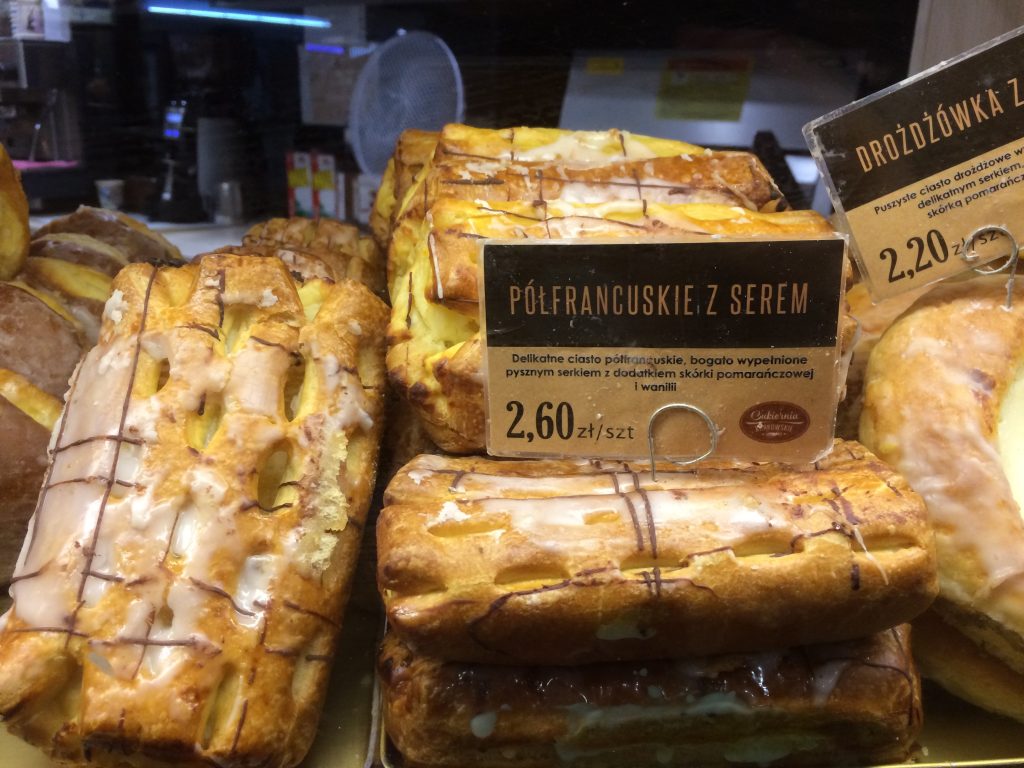 PÓŁFRANCUSKIE Z SEREM
Delikatne ciasto półfrancuskie, bogato wypełnione
pysznym serkiem z dodatkiem skórki pomarańczowej
i wanilii
2,60 zł/szt
Cukiernia
DROŻDŻÓWKA Z
Puszyste ciasto drożdżowe
delikatnym serkiem,
skórką pomarań
2,20 zł/szt